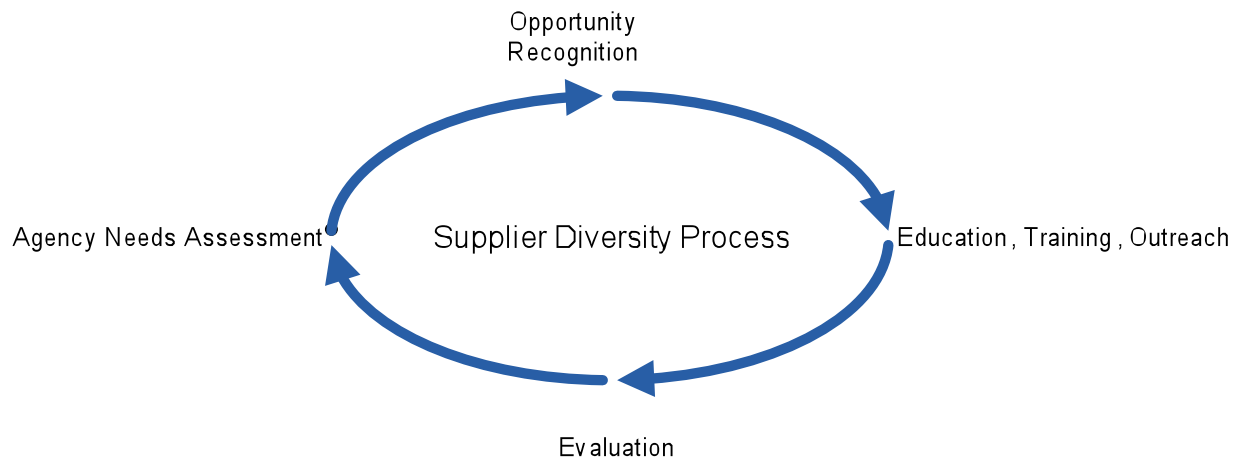 Opportunity
Recognition
Agency Needs Assessment
Supplier Diversity Process
Education , Training , Outreach
Evaluation